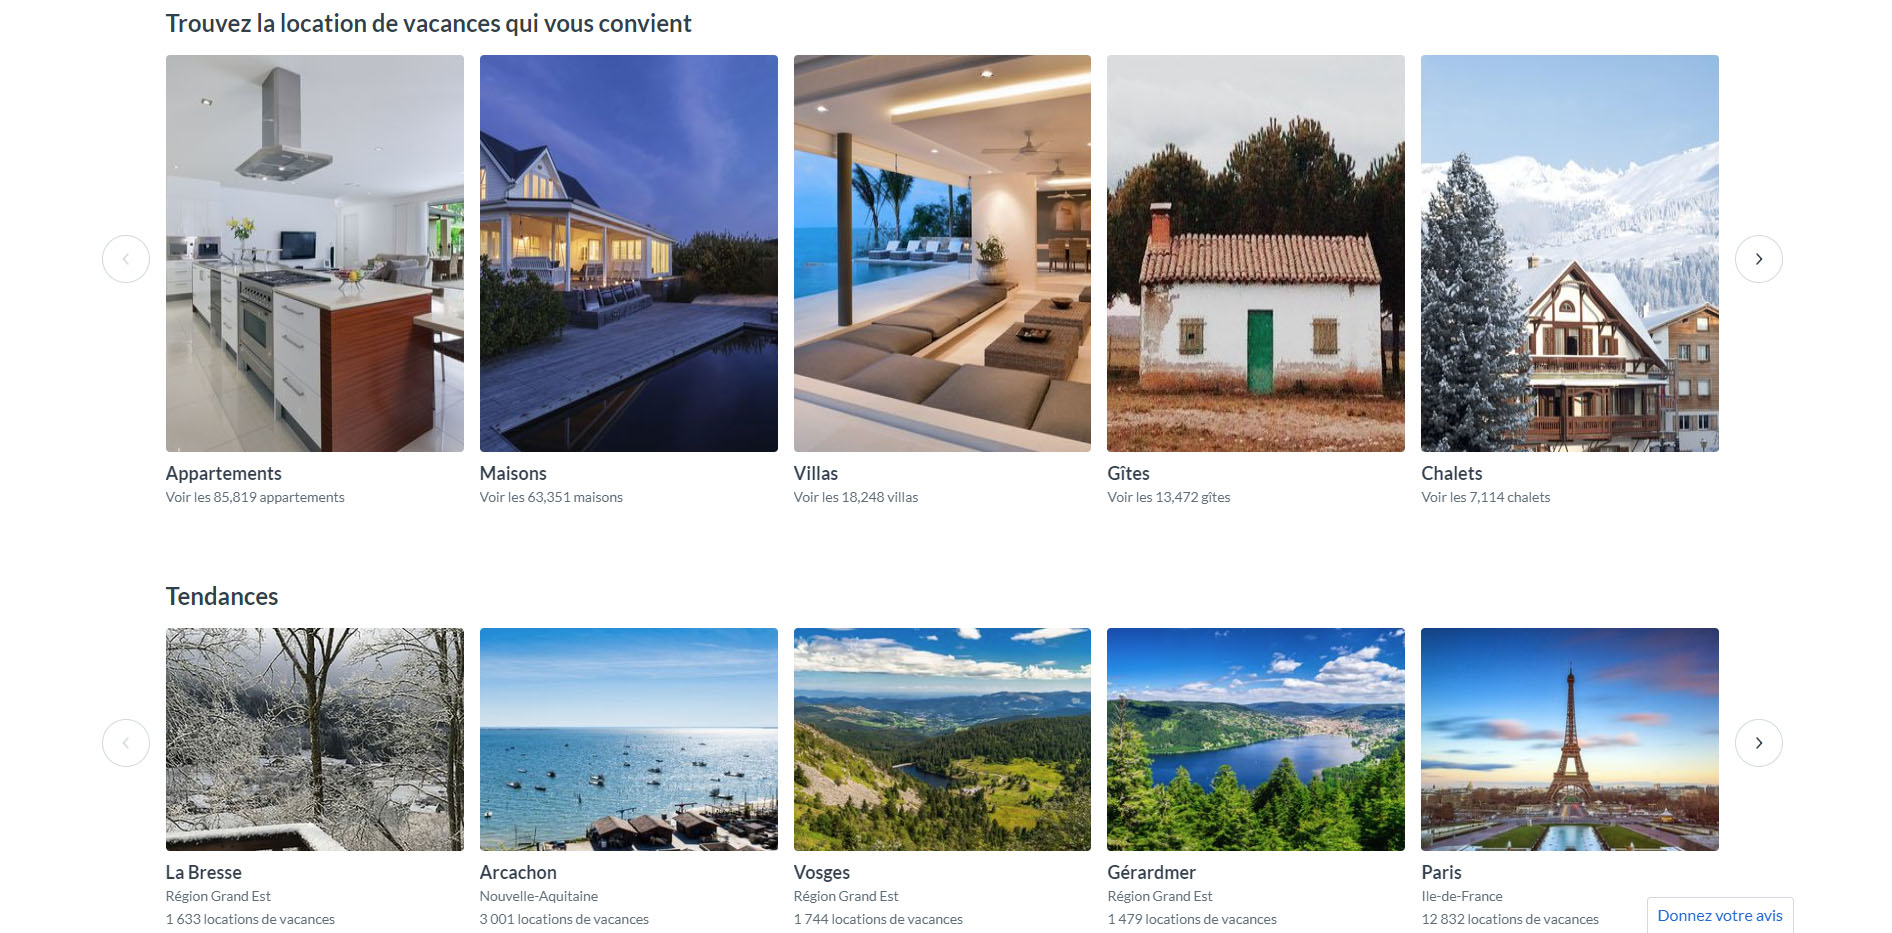 Trouvez la location de vacances qui vous convient
Appartements
Voir les 85,819 appartements
Maisons
Voir les 63,351 maisons
Villas
Voir les 18,248 villas
Gîtes
Voir les 13,472 gîtes
Chalets
Voir les 7,114 chalets
Tendances
La Bresse
Région Grand Est
1 633 locations de vacances
Arcachon
Nouvelle-Aquitaine
3 001 locations de vacances
Vosges
Région Grand Est
1 744 locations de vacances
Gérardmer
Région Grand Est
1 479 locations de vacances
Paris
Ile-de-France
12 832 locations de vacances
Donnez votre avis